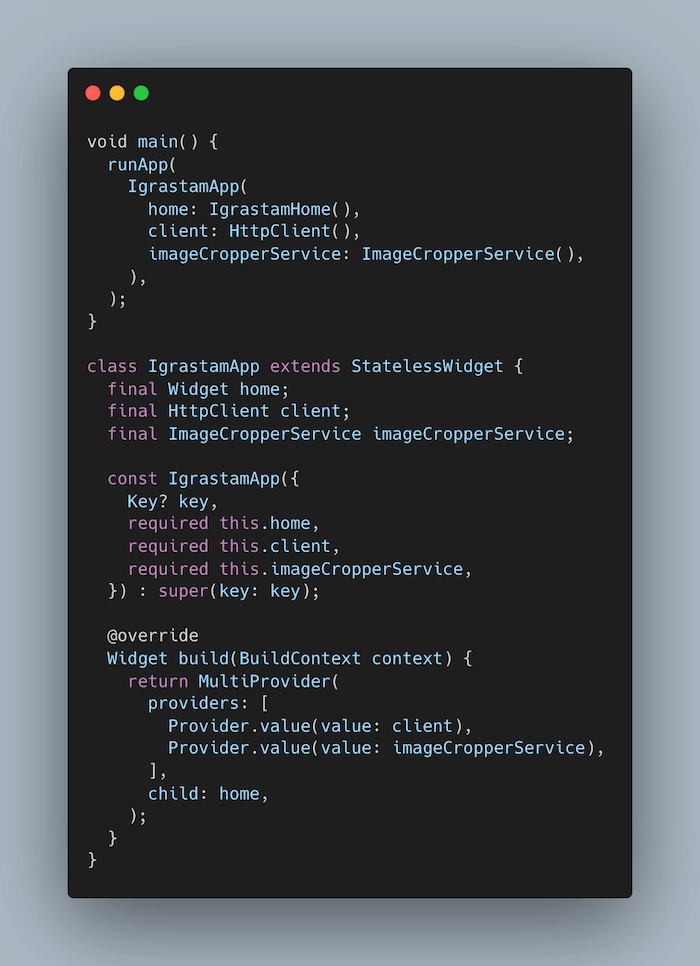 void main() {
  runApp(
    IgrastamApp(
      home: IgrastamHome(),
      client: HttpClient(),
      imageCropperService: ImageCropperService(),
    ),
  );
}

class IgrastamApp extends StatelessWidget {
  final Widget home;
  final HttpClient client;
  final ImageCropperService imageCropperService;

  const IgrastamApp({
    Key? key,
    required this.home,
    required this.client,
    required this.imageCropperService,
  }) : super(key: key);

  @override
  Widget build(BuildContext context) {
    return MultiProvider(
      providers: [
        Provider.value(value: client),
        Provider.value(value: imageCropperService),
      ],
      child: home,
    );
  }
}